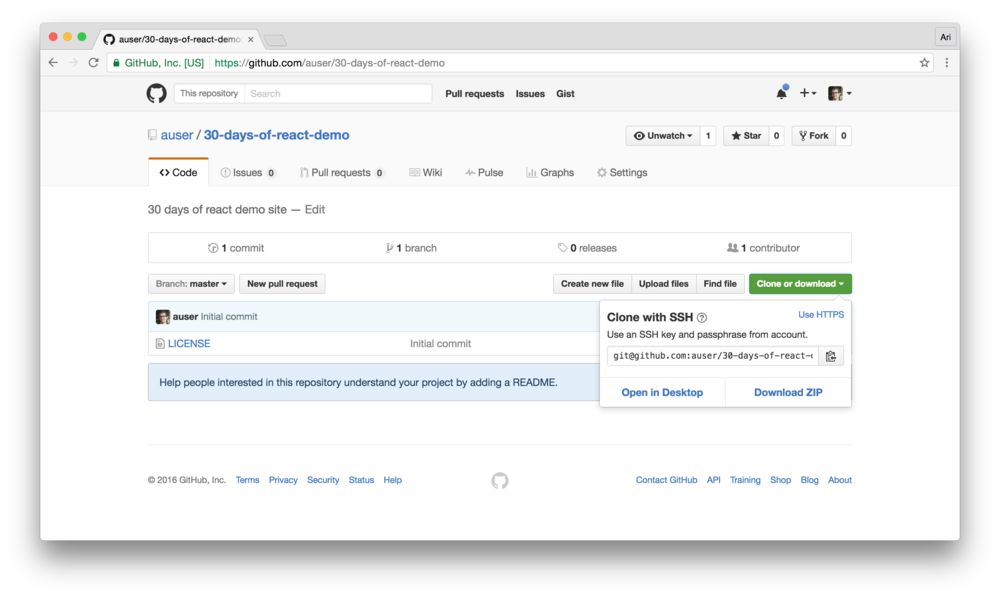 auser/30-days-of-react-demo
Ari
GitHub, Inc. [US] https://github.com/auser/30-days-of-react-demo
This repository Search Pull requests Issues Gist
auser / 30-days-of-react-demo
Unwatch 1 Star 0 Fork 0
Code Issues 0 Pull requests 0 Wiki Pulse Graphs Settings
30 days of react demo site — Edit
1 commit 1 branch 0 releases 1 contributor
Branch: master New pull request Create new file Upload files Find file Clone or download
auser Initial commit
LICENSE Initial commit
Help people interested in this repository understand your project by adding a README.
Clone with SSH ? Use HTTPS
Use an SSH key and passphrase from account.
git@github.com:auser/30-days-of-react-
Open in Desktop Download ZIP
© 2016 GitHub, Inc. Terms Privacy Security Status Help Contact GitHub API Training Shop Blog About